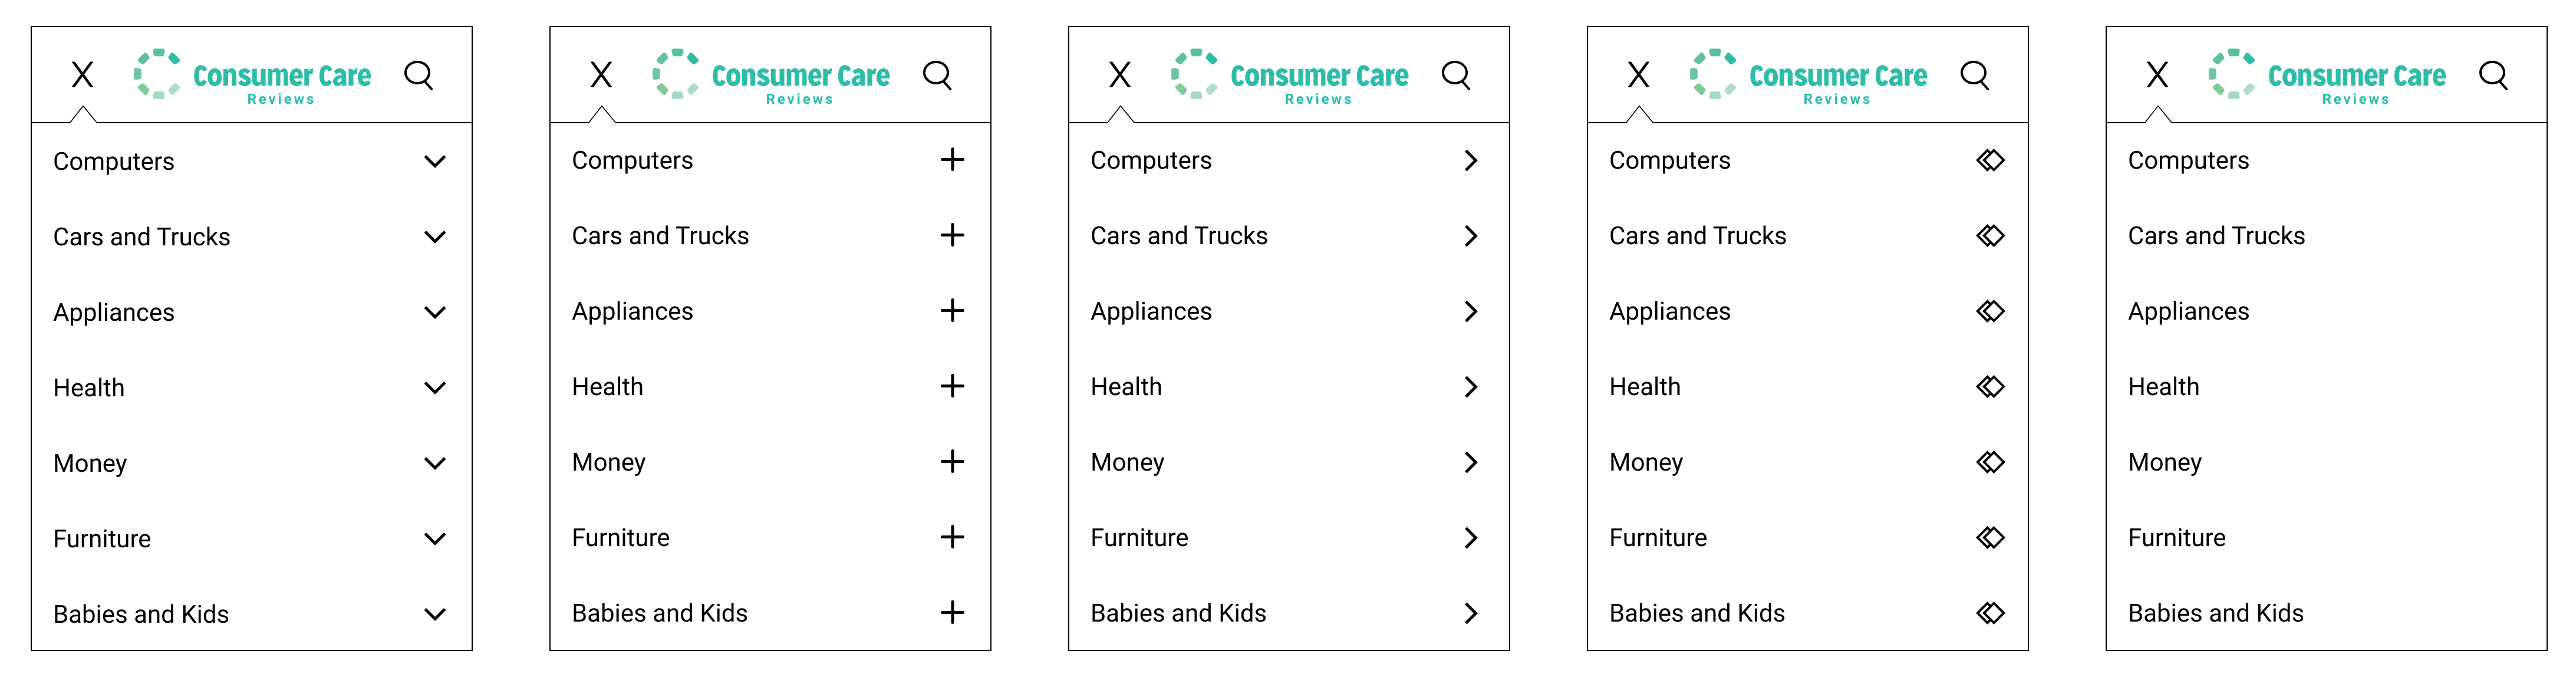 X Consumer Care
Reviews
Computers
Cars and Trucks
Appliances
Health
Money
Furniture
Babies and Kids
X Consumer Care
Reviews
Computers
Cars and Trucks
Appliances
Health
Money
Furniture
Babies and Kids
X Consumer Care
Reviews
Computers
Cars and Trucks
Appliances
Health
Money
Furniture
Babies and Kids
X Consumer Care
Reviews
Computers
Cars and Trucks
Appliances
Health
Money
Furniture
Babies and Kids
X Consumer Care
Reviews
Computers
Cars and Trucks
Appliances
Health
Money
Furniture
Babies and Kids